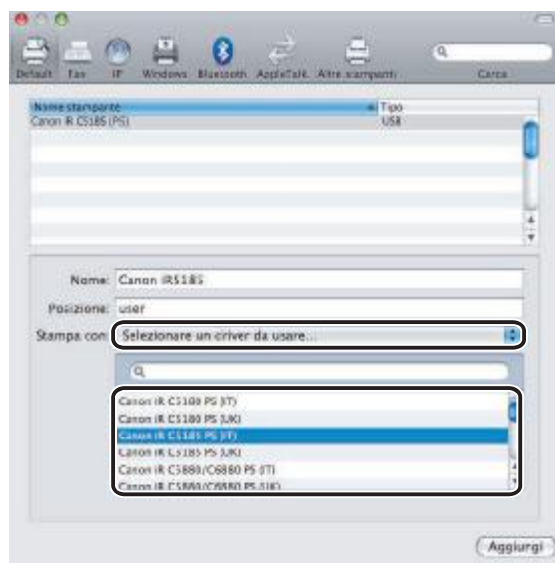 Default Fax IP Windows Bluetooth AppleTalk Altre stampanti Cerca
Nome stampante Tipo
Canon iR C5185 (PS) USB
Nome: Canon iR5185
Posizione: user
Stampa con: Selezionare un driver da usare...
Canon iR C5180 PS (IT)
Canon iR C5180 PS (UK)
Canon iR C5185 PS (IT)
Canon iR C5185 PS (UK)
Canon iR C5880/C6880 PS (IT)
Canon iR C5880/C6880 PS (UK)
Aggiungi